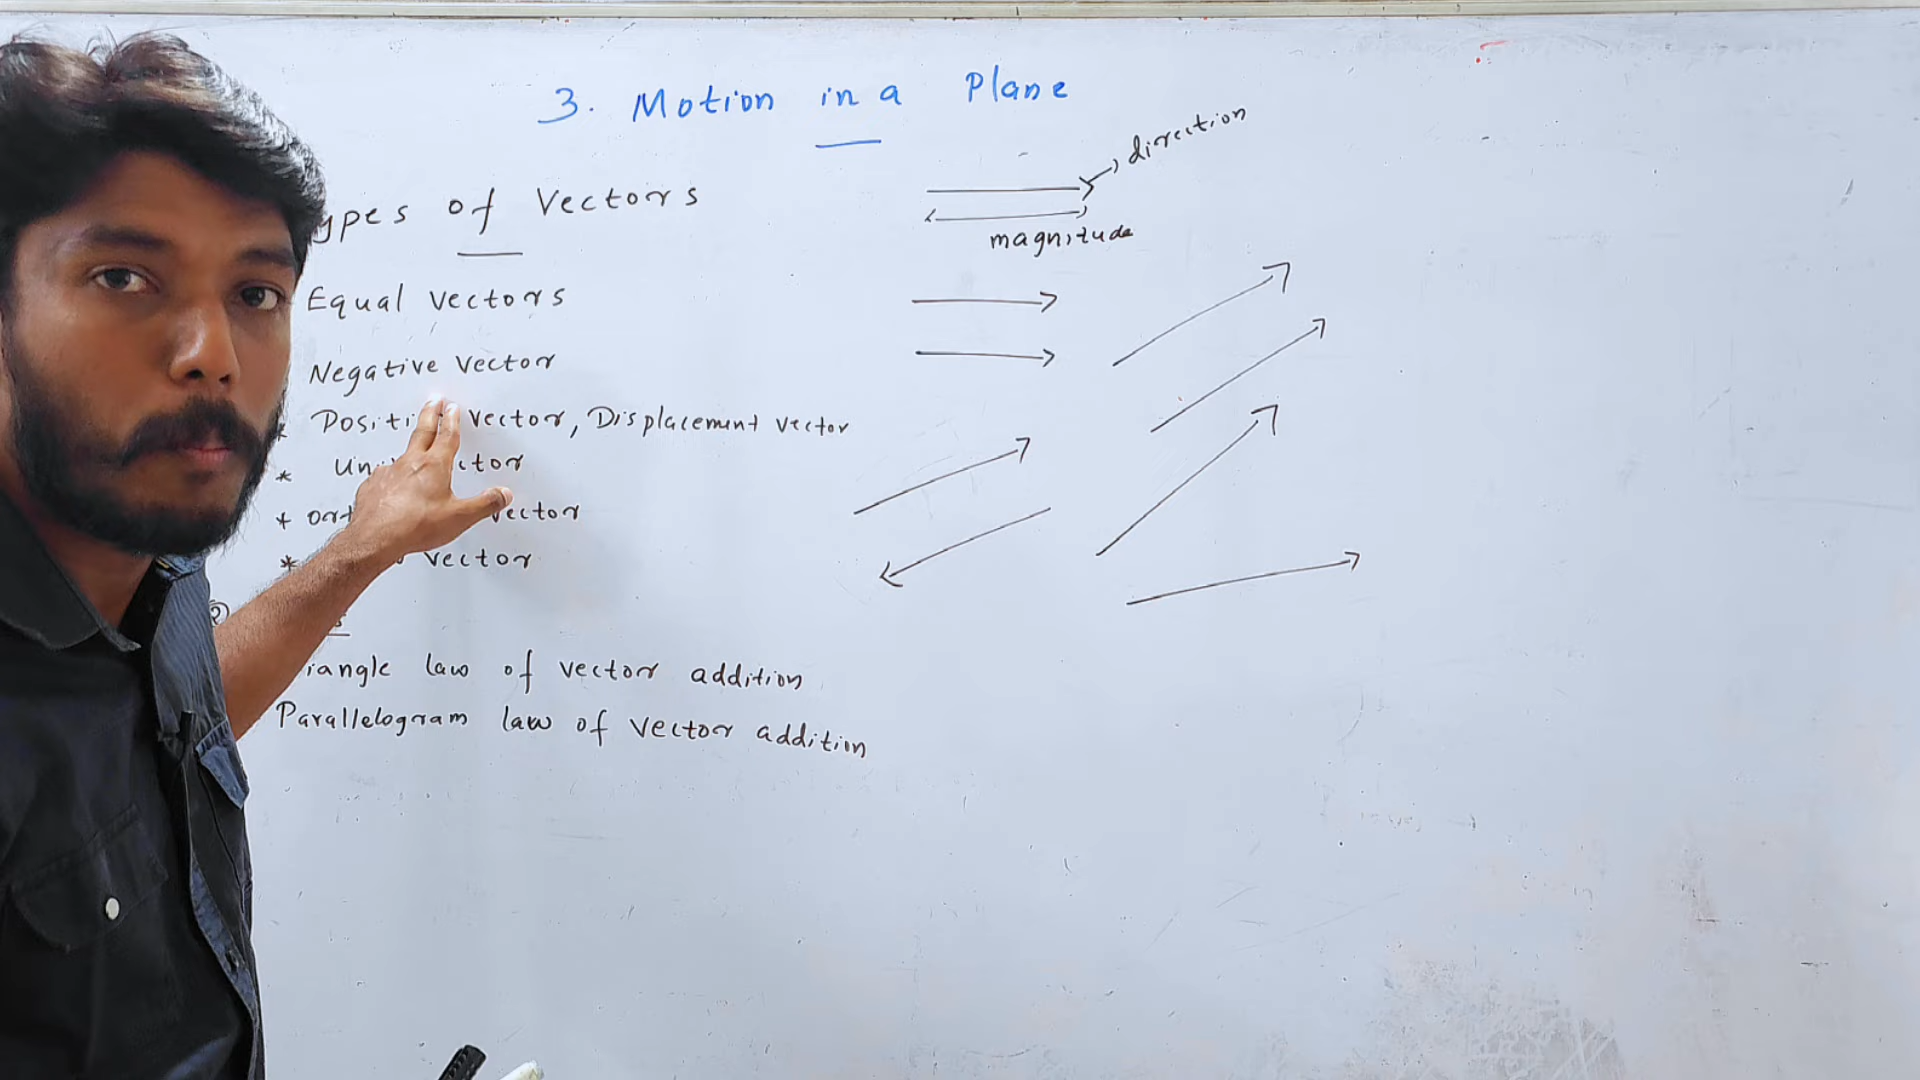 3. Motion in a Plane
direction
ypes of Vectors
magnitude
Equal vectors
Negative vector
* Positi vector, Displacement vector
* vector
* vector
* vector
iangle law of vector addition
Parallelogram law of vector addition